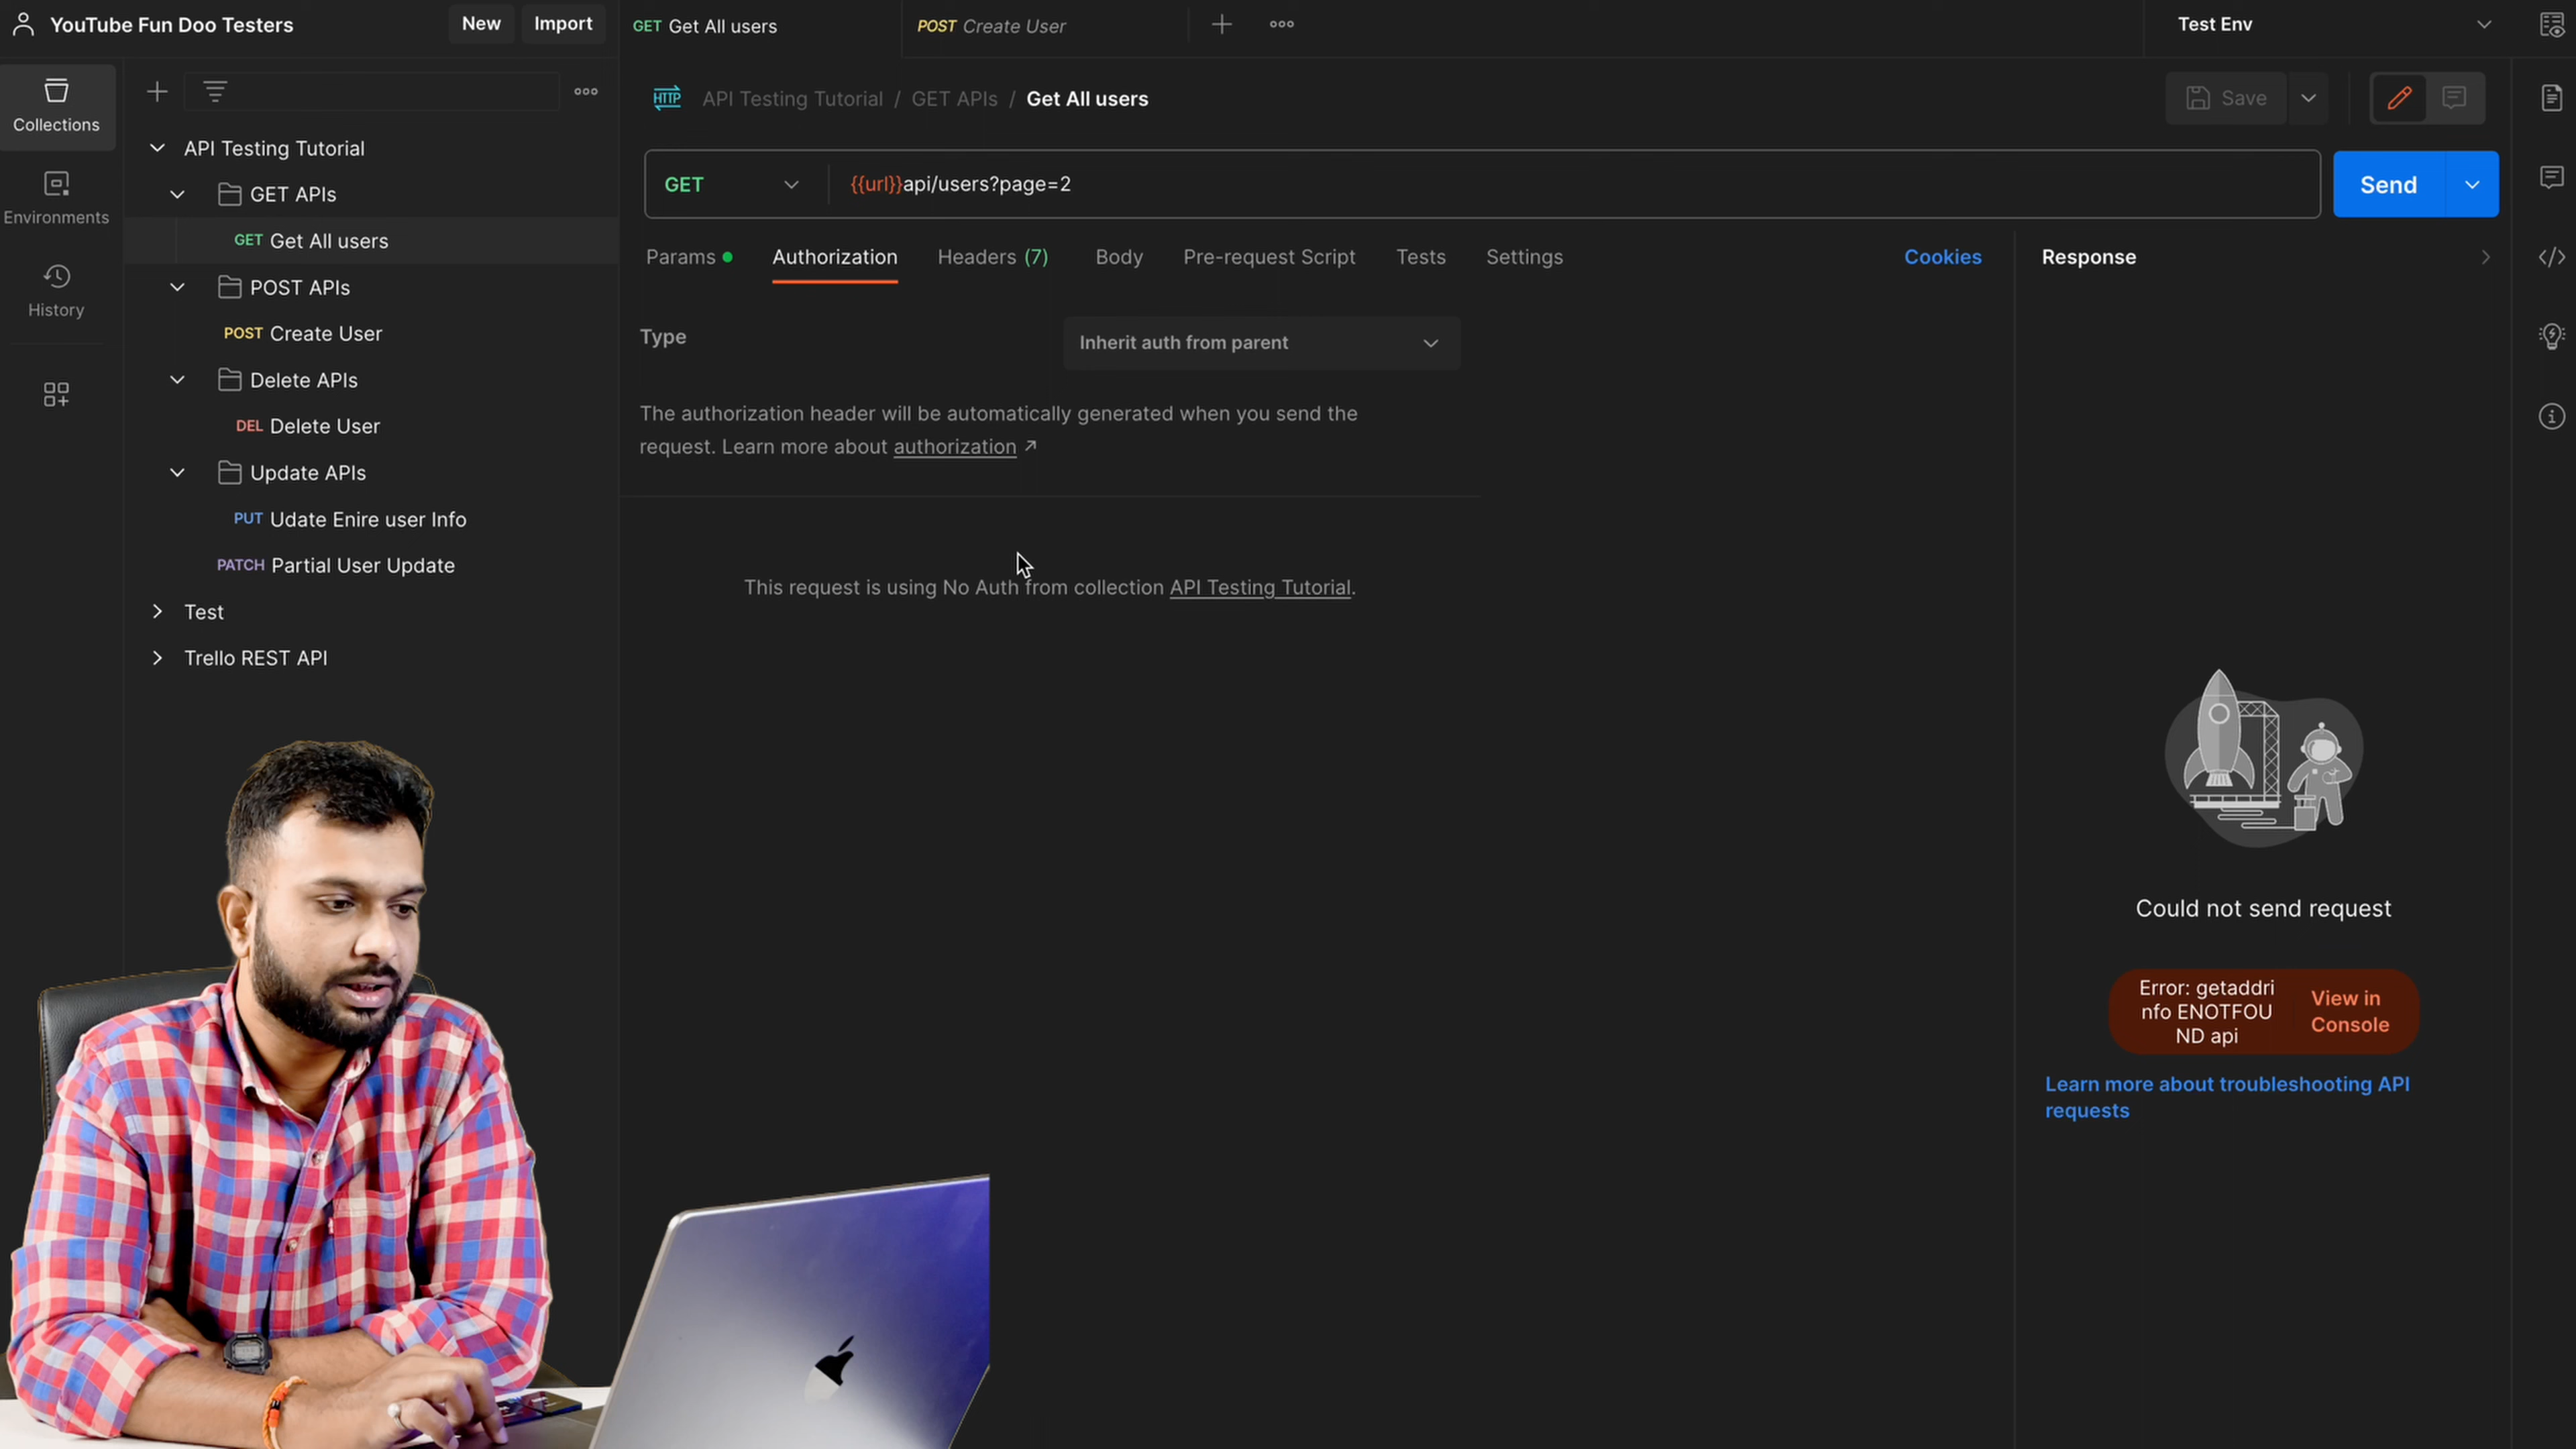 YouTube Fun Doo Testers
New
Import
GET Get All users
POST Create User
Test Env
Collections
Environments
History
API Testing Tutorial
GET APIs
GET Get All users
POST APIs
POST Create User
Delete APIs
DEL Delete User
Update APIs
PUT Udate Enire user Info
PATCH Partial User Update
Test
Trello REST API
HTTP API Testing Tutorial / GET APIs / Get All users
Save
GET
{{url}}api/users?page=2
Send
Params
Authorization
Headers (7)
Body
Pre-request Script
Tests
Settings
Cookies
Type
Inherit auth from parent
The authorization header will be automatically generated when you send the
request. Learn more about authorization ↗
This request is using No Auth from collection API Testing Tutorial.
Response
Could not send request
Error: getaddri
nfo ENOTFOU
ND api
View in
Console
Learn more about troubleshooting API
requests